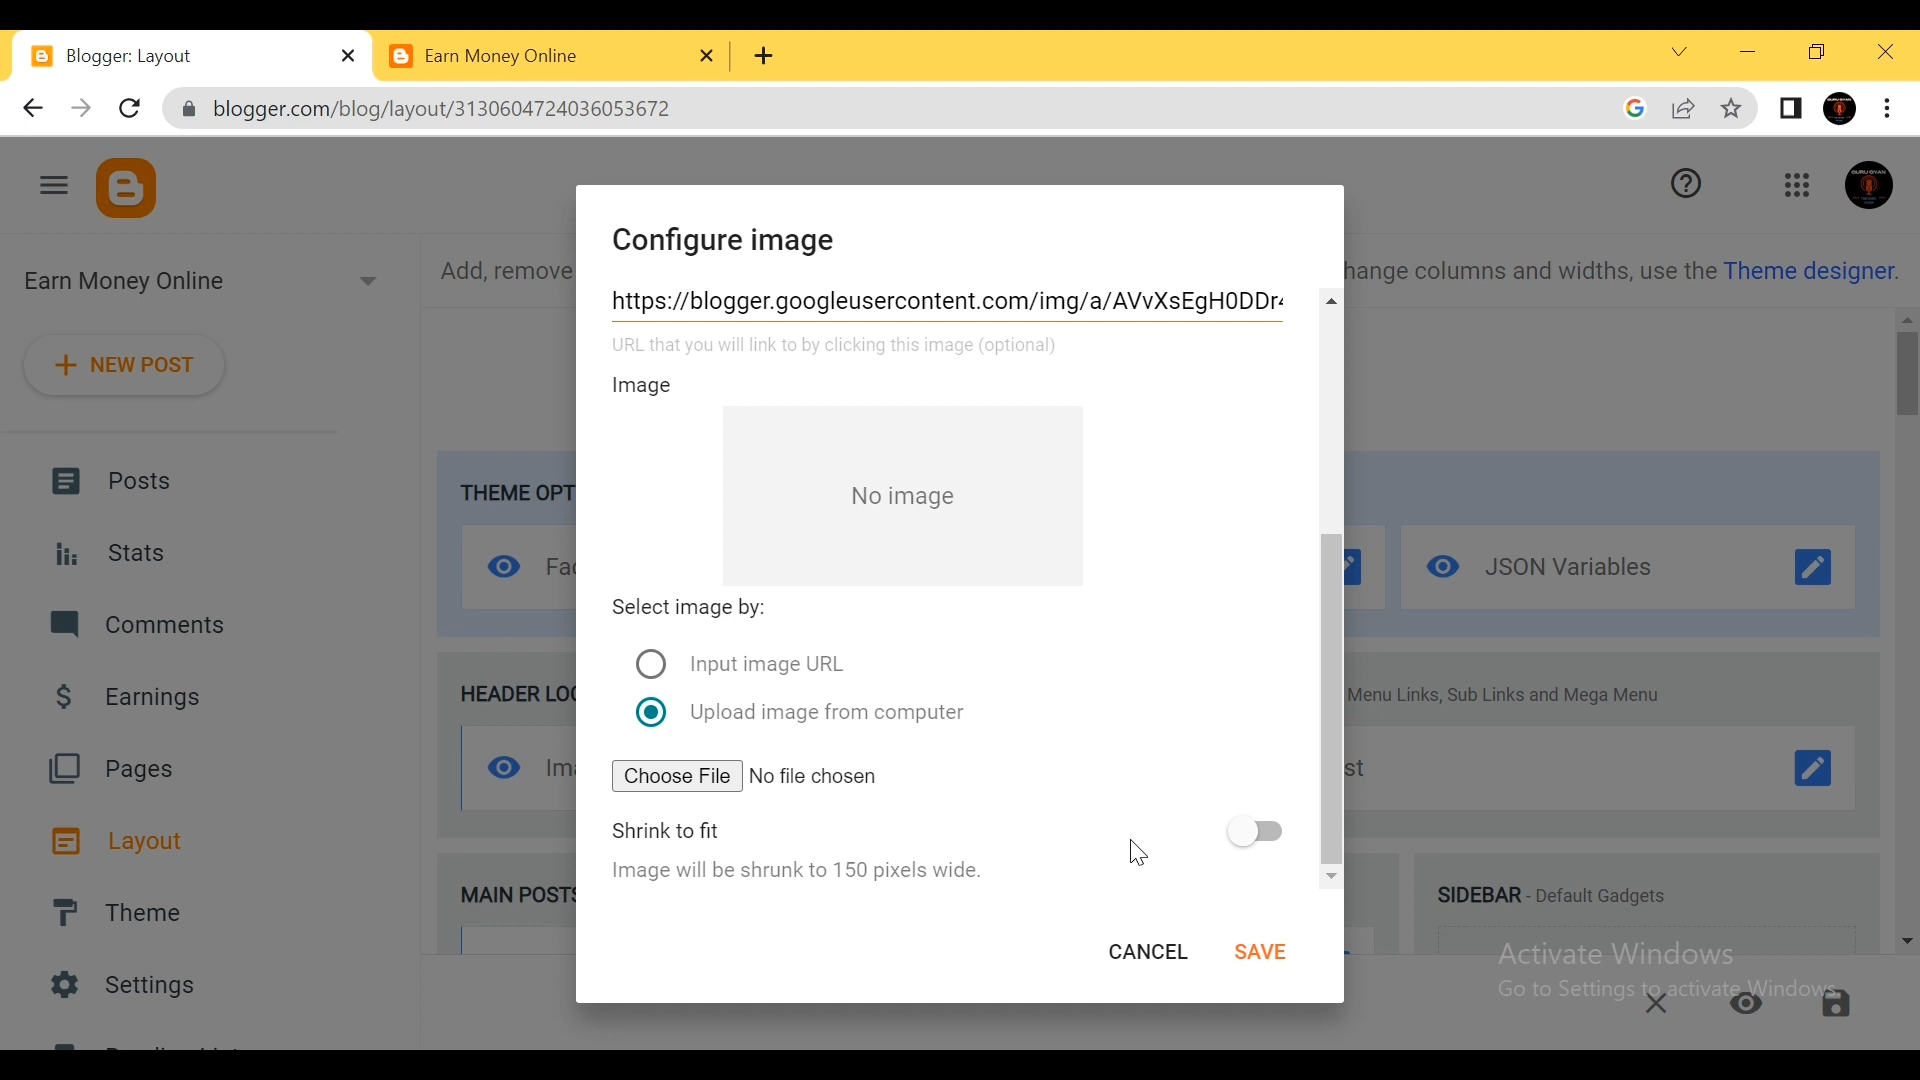 Blogger: Layout
Earn Money Online
blogger.com/blog/layout/3130604724036053672
Earn Money Online
NEW POST
Posts
Stats
Comments
Earnings
Pages
Layout
Theme
Settings
Add, remove
hange columns and widths, use the Theme designer.
THEME OPT
Fac
JSON Variables
HEADER LOG
Menu Links, Sub Links and Mega Menu
Ima
st
MAIN POSTS
SIDEBAR - Default Gadgets
Configure image
https://blogger.googleusercontent.com/img/a/AVvXsEgH0DDr4
URL that you will link to by clicking this image (optional)
Image
No image
Select image by:
Input image URL
Upload image from computer
Choose File No file chosen
Shrink to fit
Image will be shrunk to 150 pixels wide.
CANCEL SAVE
Activate Windows
Go to Settings to activate Windows.